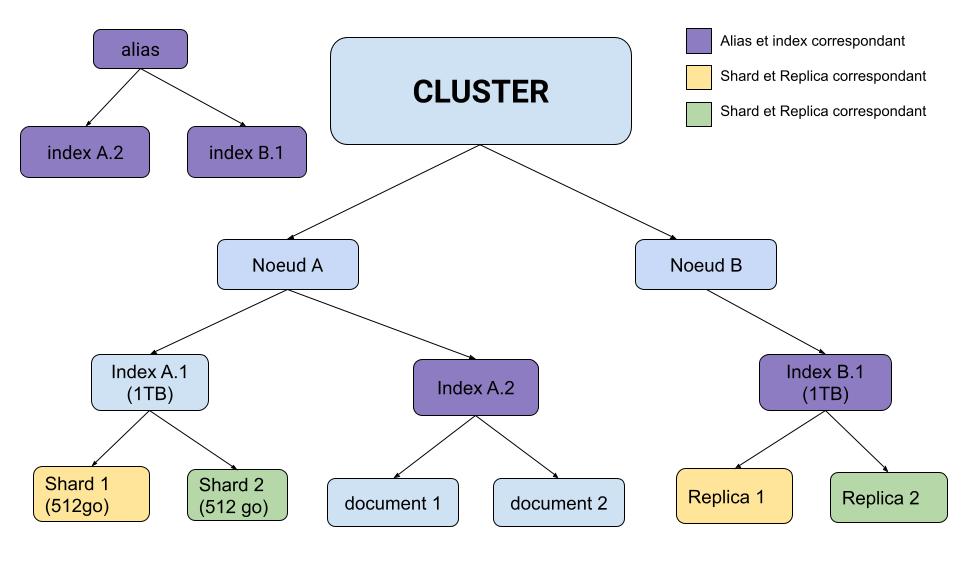 alias
index A.2
index B.1
CLUSTER
Alias et index correspondant
Shard et Replica correspondant
Shard et Replica correspondant
Noeud A
Noeud B
Index A.1
(1TB)
Index A.2
Index B.1
(1TB)
Shard 1
(512go)
Shard 2
(512 go)
document 1
document 2
Replica 1
Replica 2